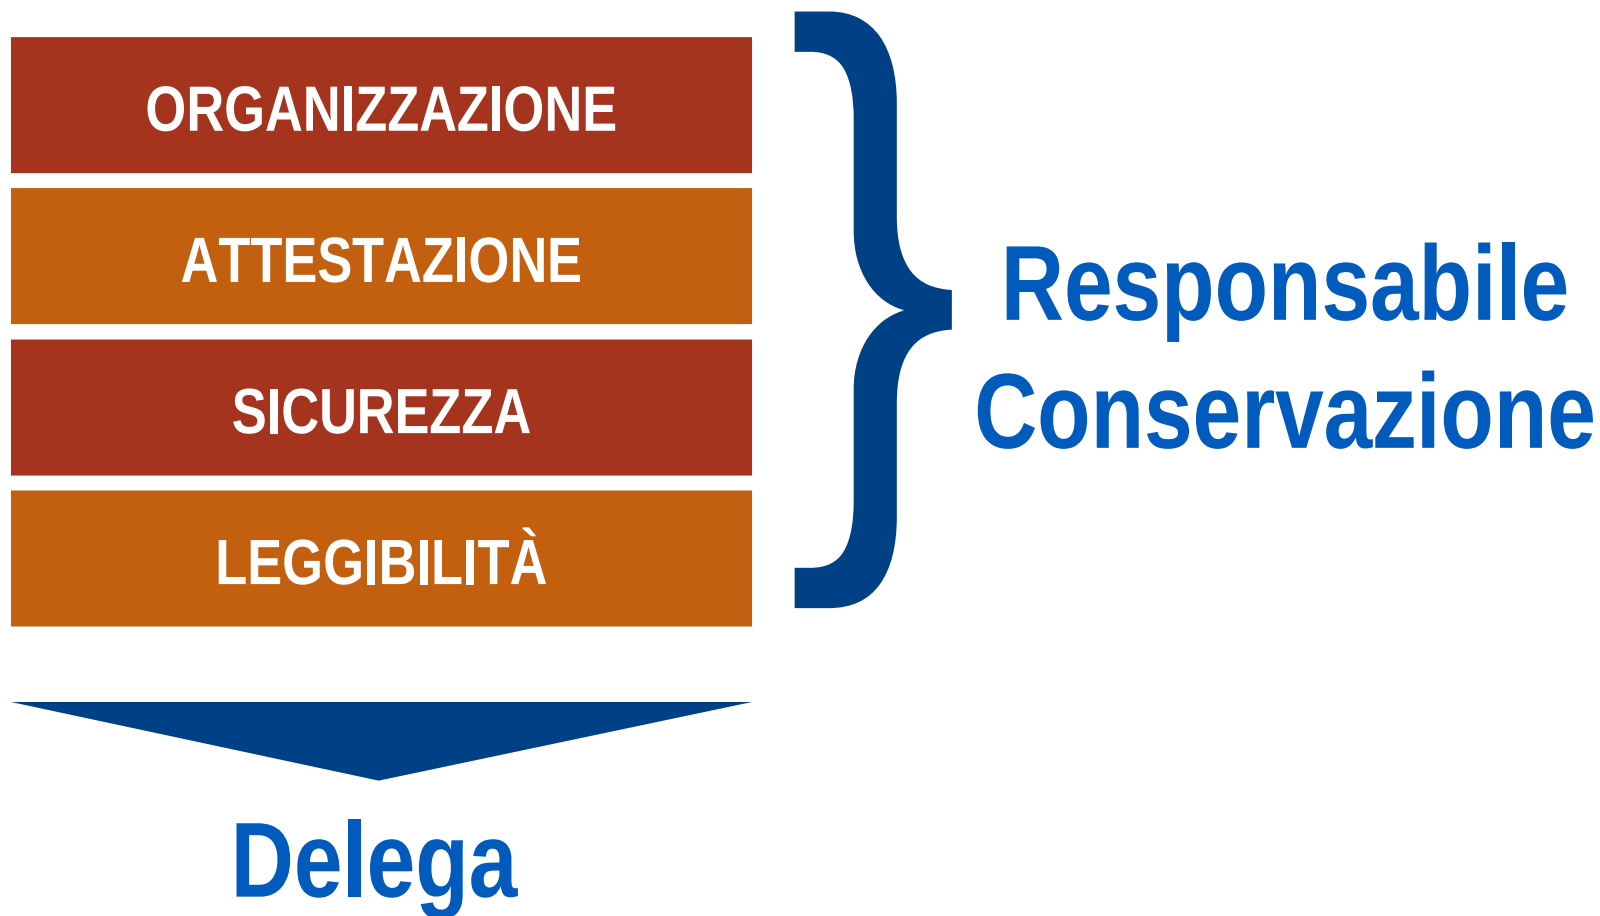 ORGANIZZAZIONE
ATTESTAZIONE
SICUREZZA
LEGGIBILITÀ
Responsabile
Conservazione
Delega